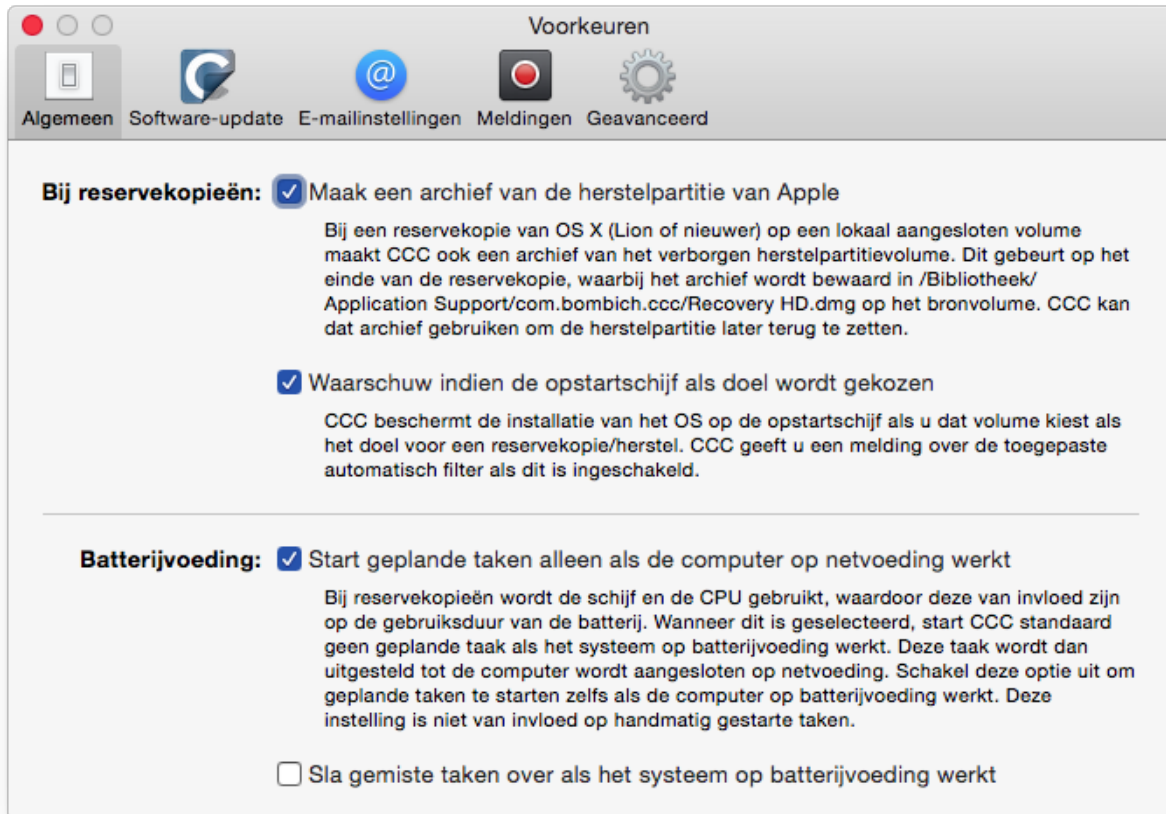 Voorkeuren
Algemeen Software-update E-mailinstellingen Meldingen Geavanceerd
Bij reservekopieën: Maak een archief van de herstelpartitie van Apple
Bij een reservekopie van OS X (Lion of nieuwer) op een lokaal aangesloten volume
maakt CCC ook een archief van het verborgen herstelpartitievolume. Dit gebeurt op het
einde van de reservekopie, waarbij het archief wordt bewaard in /Bibliotheek/
Application Support/com.bombich.ccc/Recovery HD.dmg op het bronvolume. CCC kan
dat archief gebruiken om de herstelpartitie later terug te zetten.
Waarschuw indien de opstartschijf als doel wordt gekozen
CCC beschermt de installatie van het OS op de opstartschijf als u dat volume kiest als
het doel voor een reservekopie/herstel. CCC geeft u een melding over de toegepaste
automatisch filter als dit is ingeschakeld.
Batterijvoeding: Start geplande taken alleen als de computer op netvoeding werkt
Bij reservekopieën wordt de schijf en de CPU gebruikt, waardoor deze van invloed zijn
op de gebruiksduur van de batterij. Wanneer dit is geselecteerd, start CCC standaard
geen geplande taak als het systeem op batterijvoeding werkt. Deze taak wordt dan
uitgesteld tot de computer wordt aangesloten op netvoeding. Schakel deze optie uit om
geplande taken te starten zelfs als de computer op batterijvoeding werkt. Deze
instelling is niet van invloed op handmatig gestarte taken.
Sla gemiste taken over als het systeem op batterijvoeding werkt